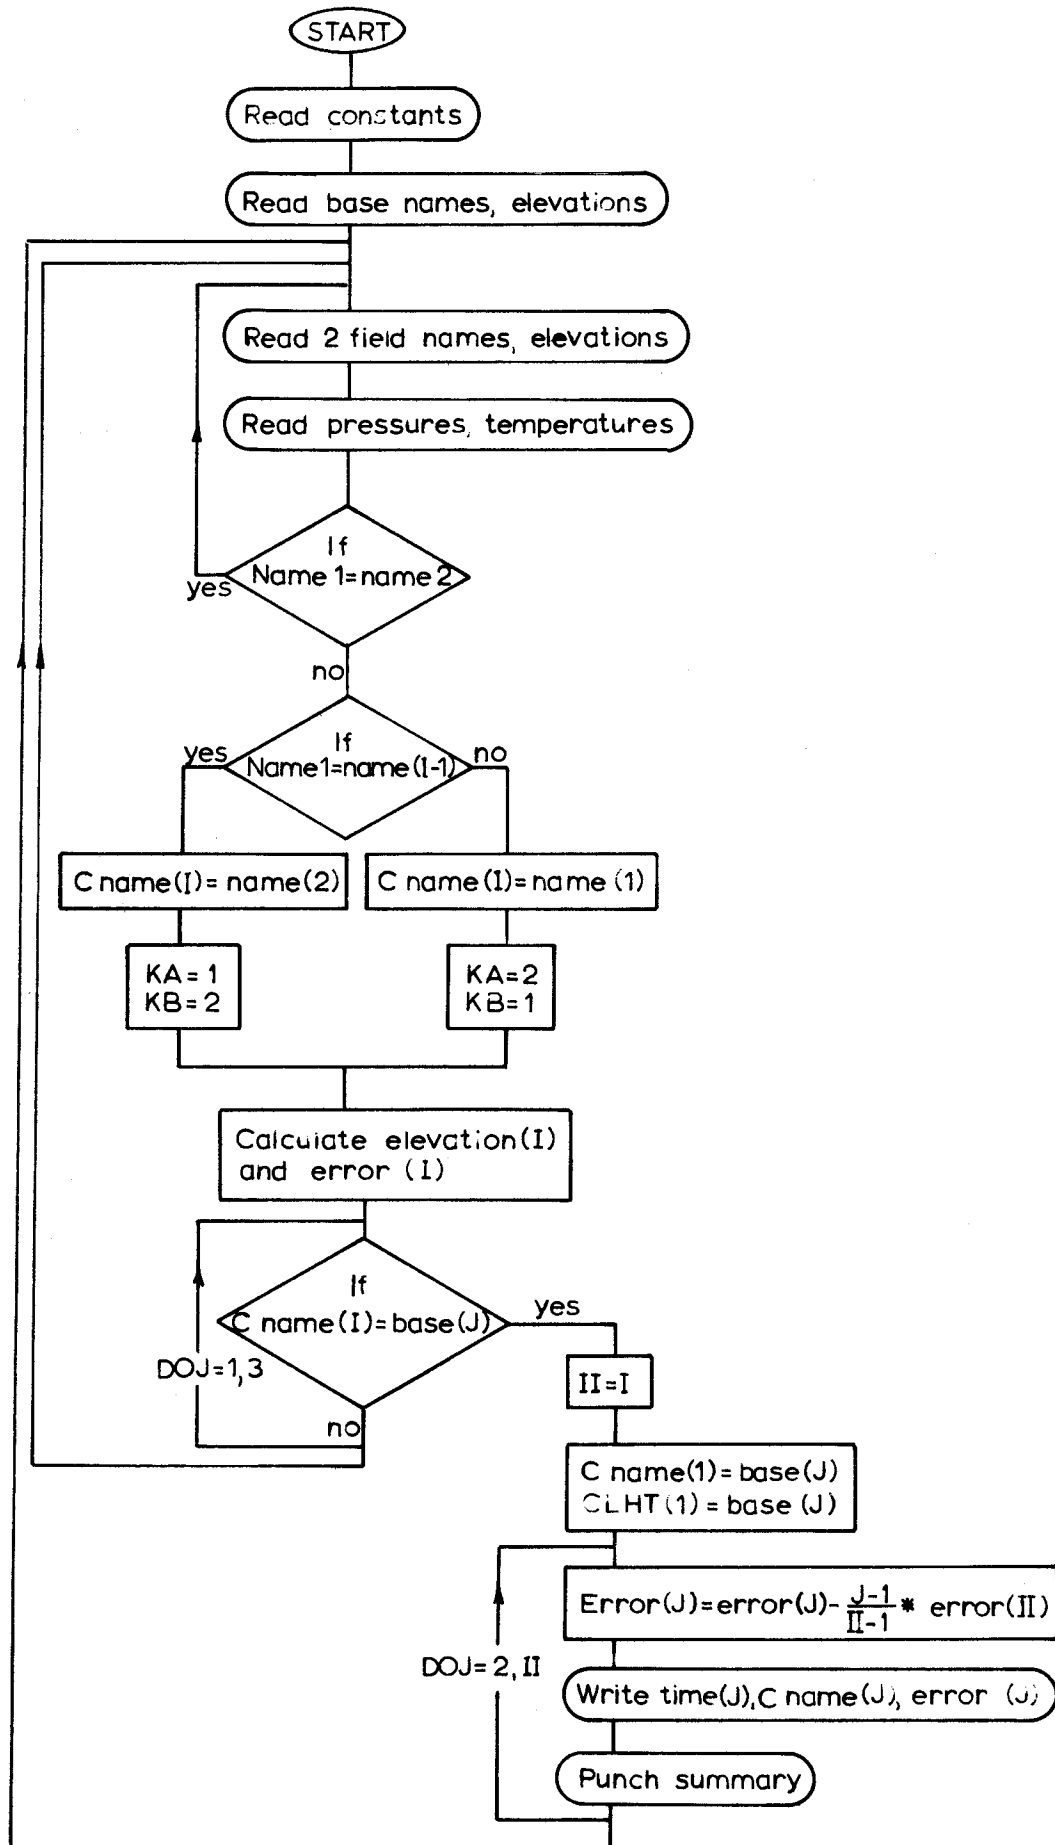 START
Read constants
Read base names, elevations
Read 2 field names, elevations
Read pressures, temperatures
If
Name 1=name 2
yes
no
If
Name1=name(I-1)
yes
no
C name(I)=name(2)
C name(I)=name (1)
KA=1
KB=2
KA=2
KB=1
Calculate elevation(I)
and error (I)
If
C name(I)=base(J)
yes
DOJ=1,3
no
II=I
C name(1)=base(J)
CLHT(1)=base (J)
Error(J)=error(J)-J-1/II-1* error(II)
DOJ=2,II
Write time(J),C name(J), error (J)
Punch summary